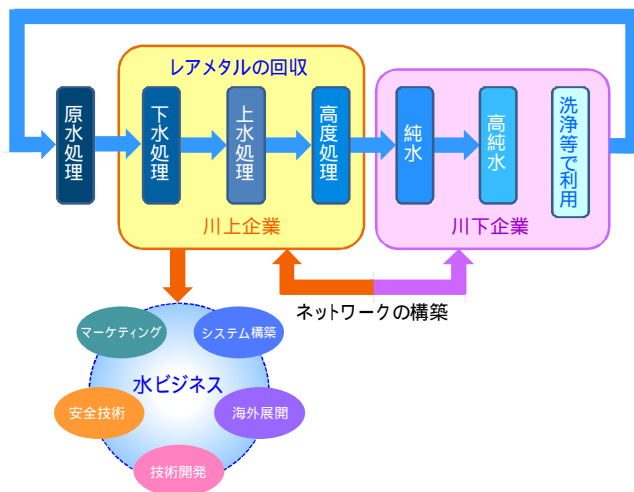 レアメタルの回収
原水処理
下水処理
上水処理
高度処理
純水
高純水
洗浄等で利用
川上企業
川下企業
ネットワークの構築
マーケティング
システム構築
水ビジネス
安全技術
海外展開
技術開発